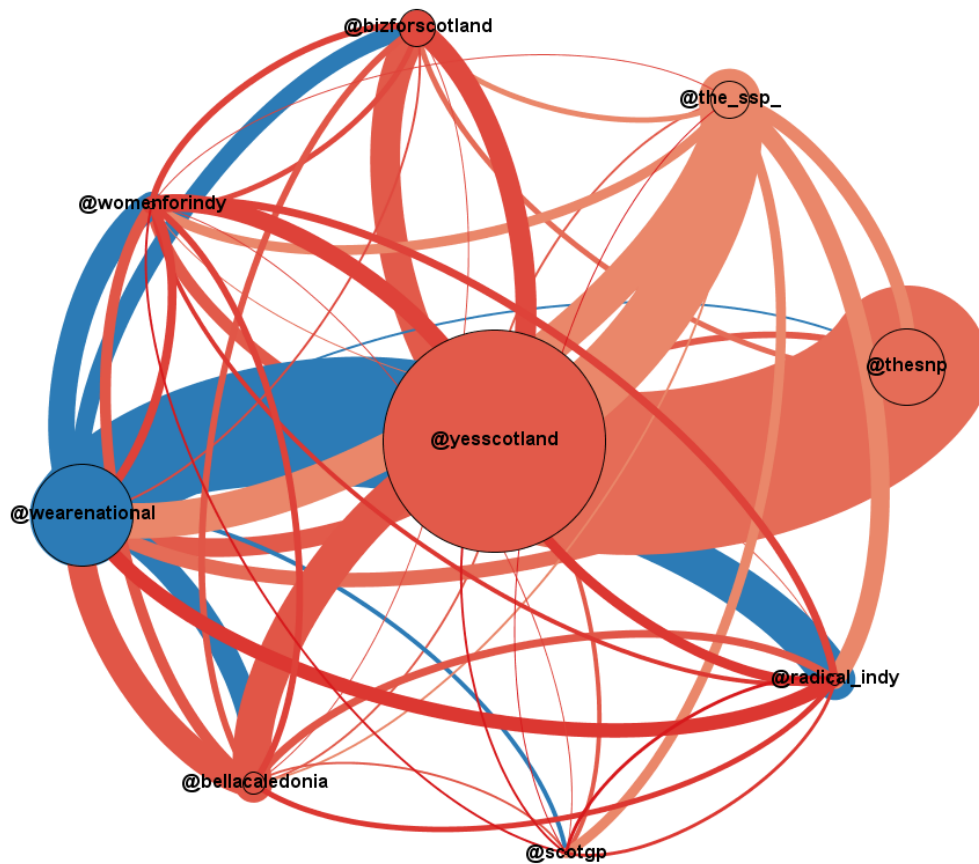 @bizforscotland
@the_ssp_
@womenforindy
@thesnp
@yesscotland
@wearenational
@radical_indy
@bellacaledonia
@scotgp